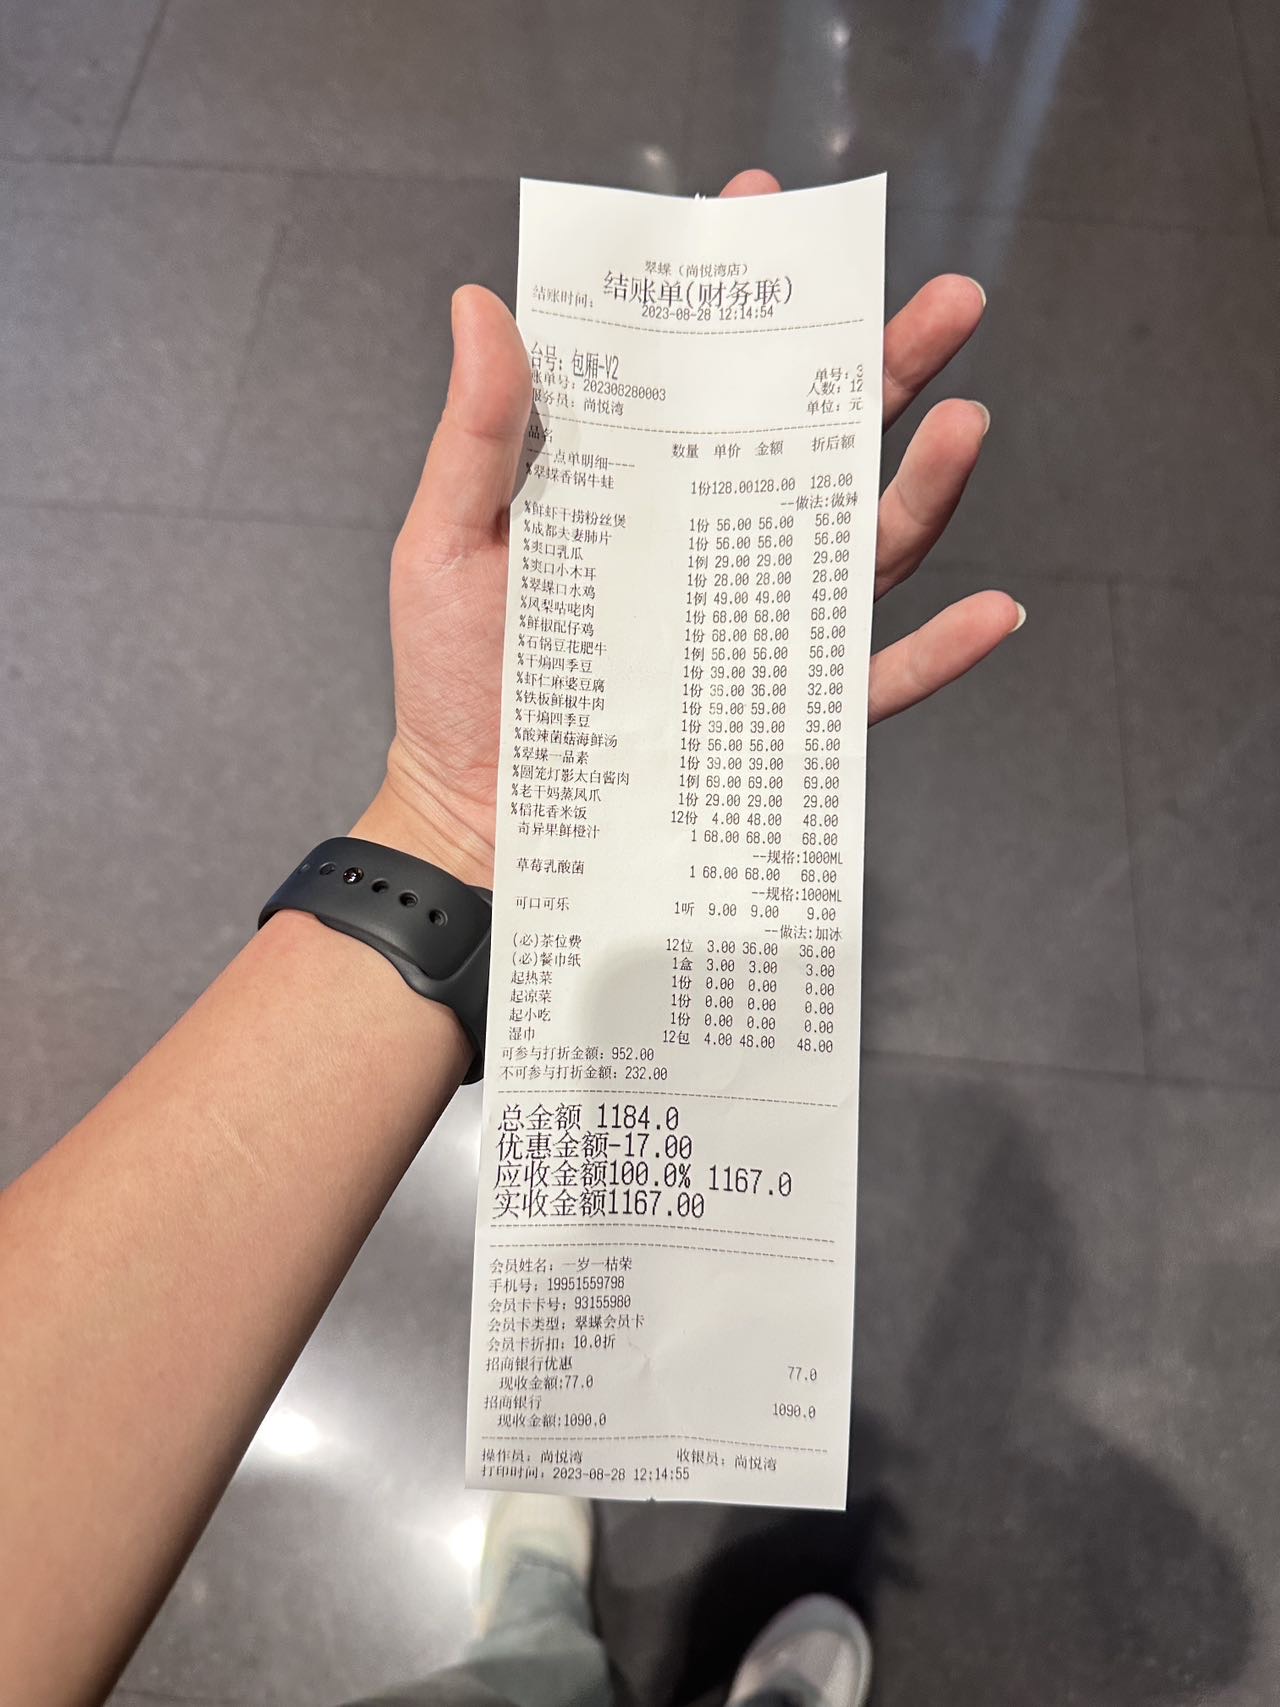 翠蝶（尚悦湾店）
结账单(财务联)
结账时间： 2023-08-28 12:14:54
台号：包厢-V2
单号：3
账单号：202308280003 人数：12
服务员：尚悦湾 单位：元
品名 数量 单价 金额 折后额
----点单明细----
%翠蝶香锅牛蛙 1份128.00128.00 128.00
--做法:微辣
%鲜虾干捞粉丝煲 1份 56.00 56.00 56.00
%成都夫妻肺片 1份 56.00 56.00 56.00
%爽口乳瓜 1例 29.00 29.00 29.00
%爽口小木耳 1份 28.00 28.00 28.00
%翠蝶口水鸡 1例 49.00 49.00 49.00
%凤梨咕咾肉 1份 68.00 68.00 68.00
%鲜椒配仔鸡 1份 68.00 68.00 58.00
%石锅豆花肥牛 1例 56.00 56.00 56.00
%干煸四季豆 1份 39.00 39.00 39.00
%虾仁麻婆豆腐 1份 36.00 36.00 32.00
%铁板鲜椒牛肉 1份 59.00 59.00 59.00
%干煸四季豆 1份 39.00 39.00 39.00
%酸辣菌菇海鲜汤 1份 56.00 56.00 56.00
%翠蝶一品素 1份 39.00 39.00 36.00
%圆笼灯影太白酱肉 1例 69.00 69.00 69.00
%老干妈蒸凤爪 1份 29.00 29.00 29.00
%稻花香米饭 12份 4.00 48.00 48.00
奇异果鲜橙汁 1 68.00 68.00 68.00
--规格:1000ML
草莓乳酸菌 1 68.00 68.00 68.00
--规格:1000ML
可口可乐 1听 9.00 9.00 9.00
--做法:加冰
(必)茶位费 12位 3.00 36.00 36.00
(必)餐巾纸 1盒 3.00 3.00 3.00
起热菜 1份 0.00 0.00 0.00
起凉菜 1份 0.00 0.00 0.00
起小吃 1份 0.00 0.00 0.00
湿巾 12包 4.00 48.00 48.00
可参与打折金额：952.00
不可参与打折金额：232.00
总金额 1184.0
优惠金额-17.00
应收金额100.0% 1167.0
实收金额1167.00
会员姓名：一岁一枯荣
手机号：19951559798
会员卡卡号：93155980
会员卡类型：翠蝶会员卡
会员卡折扣：10.0折
招商银行优惠 77.0
现收金额:77.0
招商银行 1090.0
现收金额:1090.0
操作员：尚悦湾 收银员：尚悦湾
打印时间：2023-08-28 12:14:55